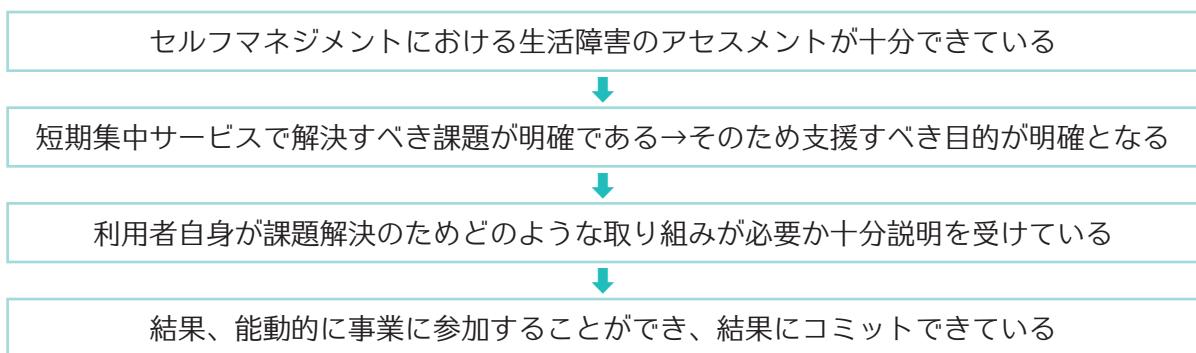 セルフマネジメントにおける生活障害のアセスメントが十分できている
短期集中サービスで解決すべき課題が明確である→そのため支援すべき目的が明確となる
利用者自身が課題解決のためどのような取り組みが必要か十分説明を受けている
結果、能動的に事業に参加することができ、結果にコミットできている